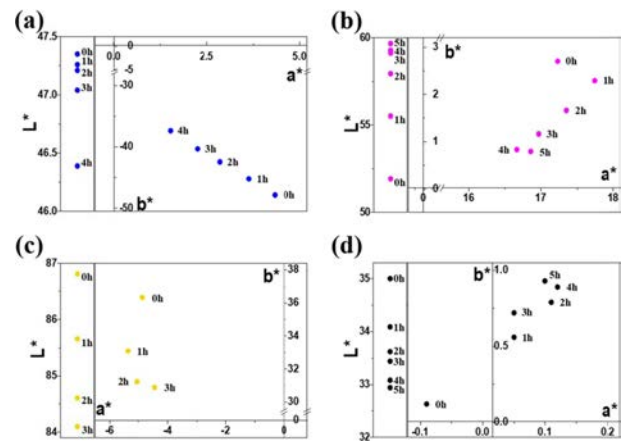 (a)
47.5
47.0
46.5
46.0
L*
0h
1h
2h
3h
4h
0.0
2.5
5.0
a*
0
-5
-30
-40
-50
b*
4h
3h
2h
1h
0h
(b)
60
55
50
L*
5h
4h
3h
2h
1h
0h
b*
3
2
1
0
0h
1h
2h
3h
4h
5h
a*
0
16
17
18
(c)
87
86
85
84
L*
0h
1h
2h
3h
b*
38
36
34
32
30
0
0h
1h
2h
3h
a*
-6
-4
-2
0
(d)
35
34
33
32
L*
0h
1h
2h
3h
4h
5h
b*
1.0
0.5
0.0
5h
4h
2h
3h
1h
0h
a*
-0.1
0.0
0.1
0.2